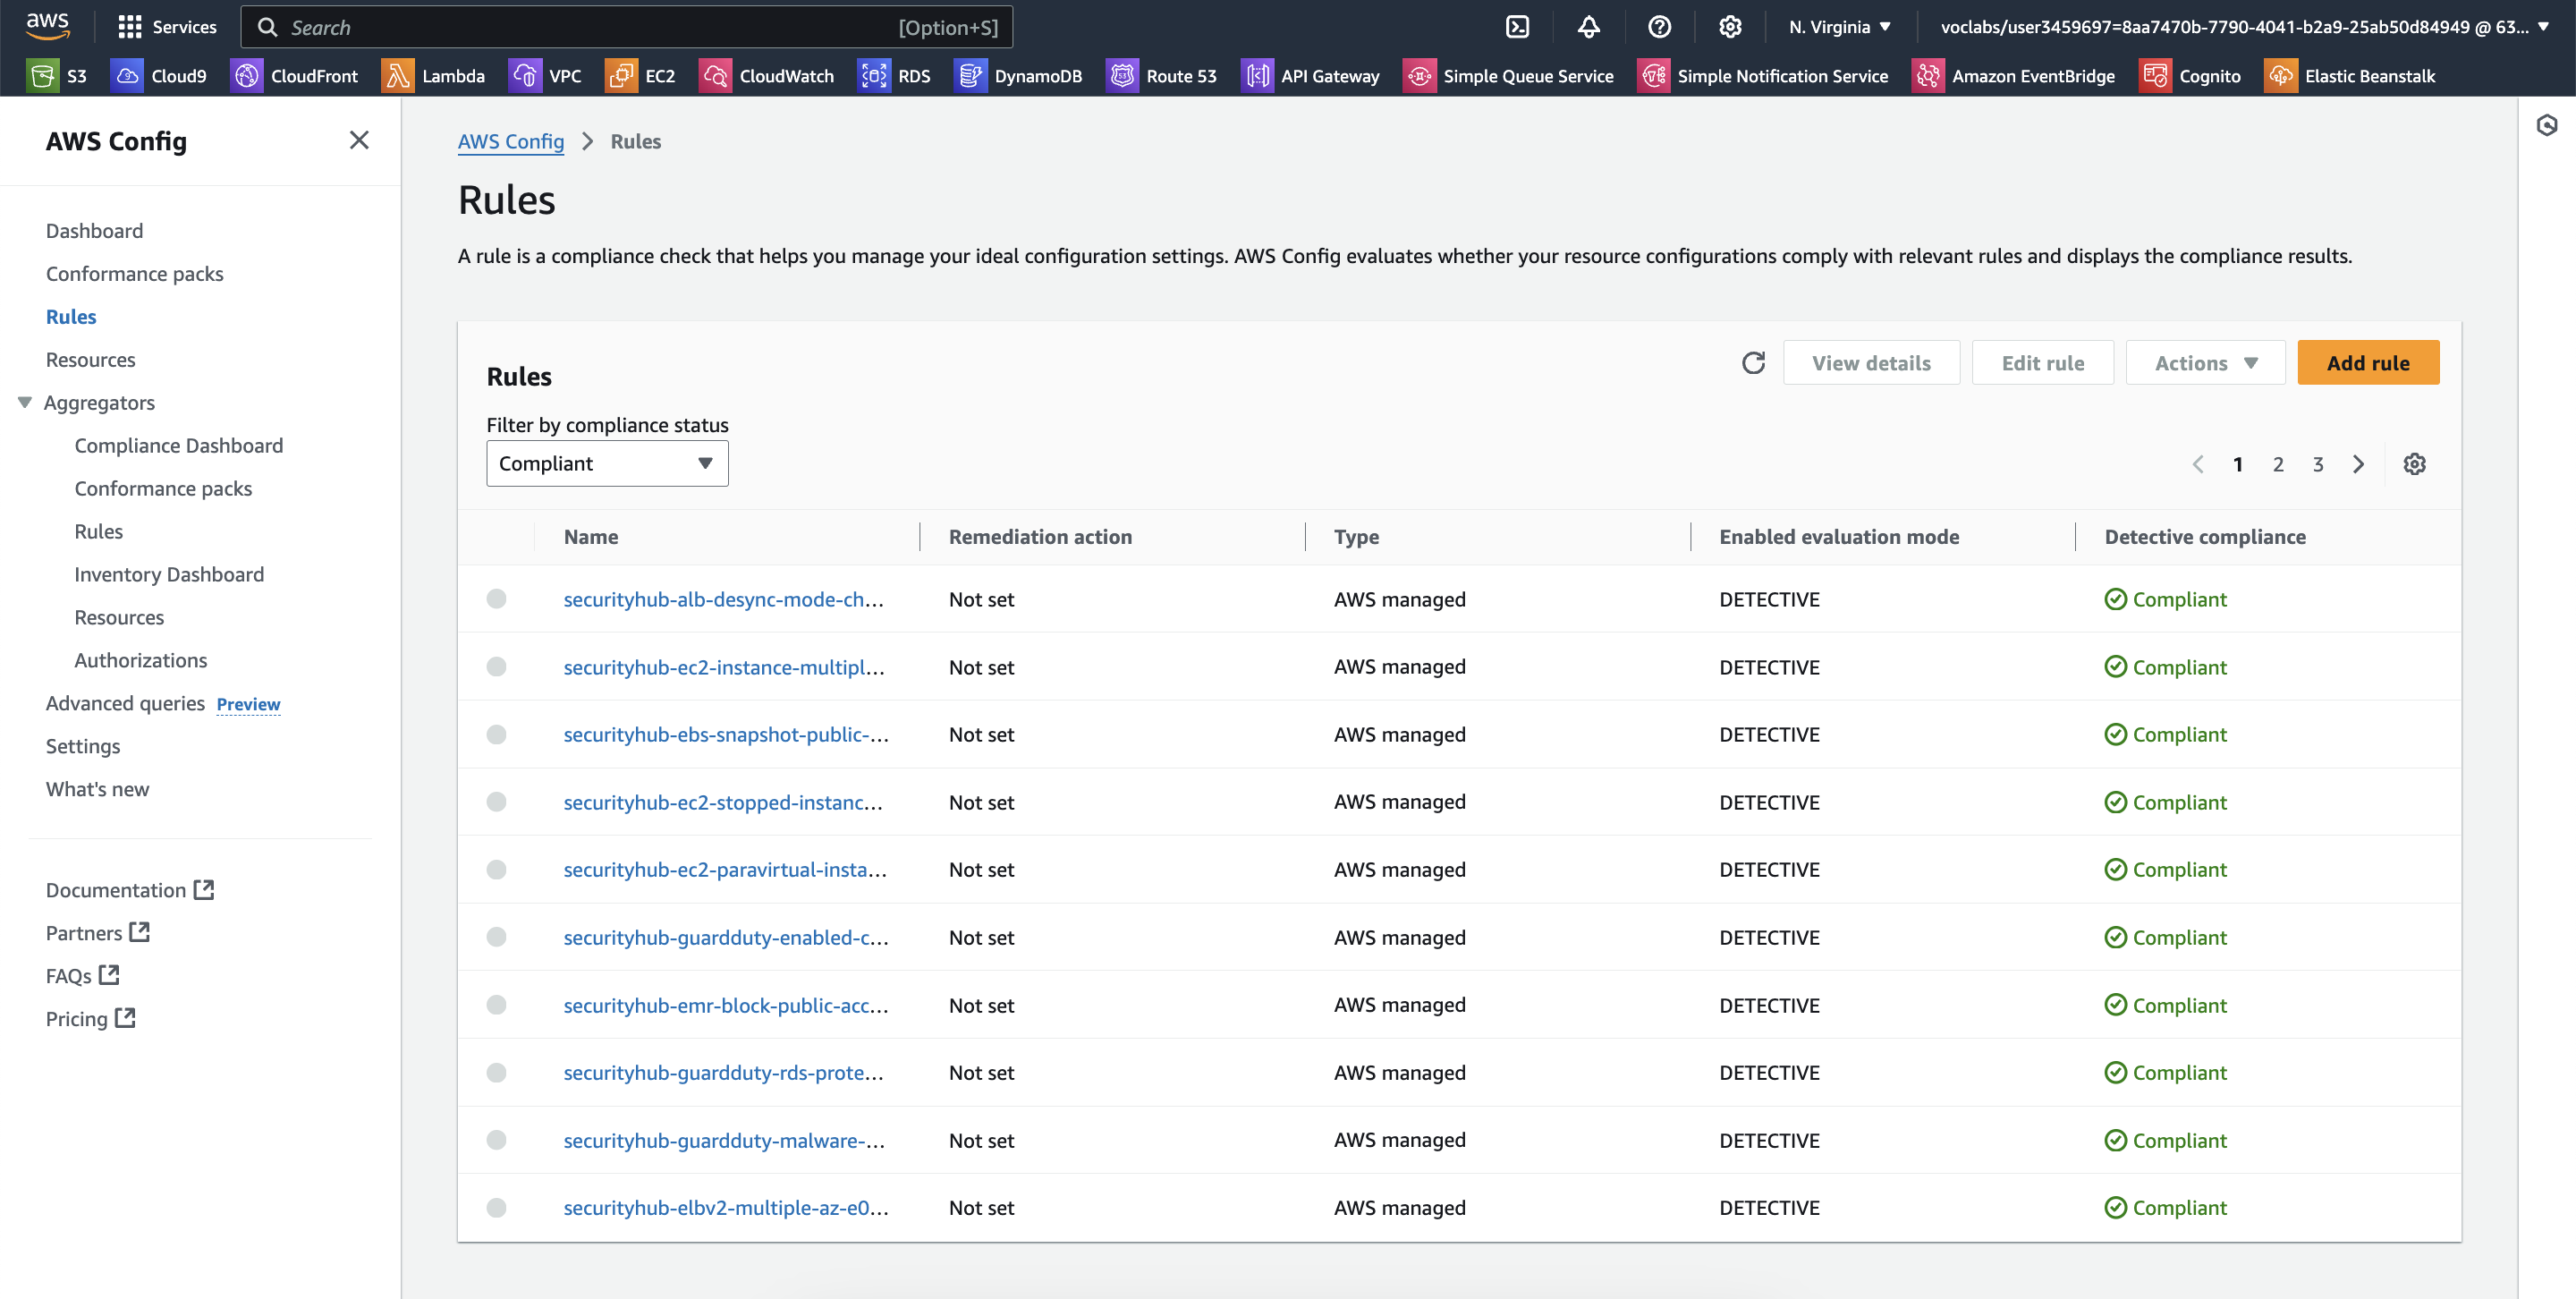 aws Services Search [Option+S] N. Virginia voclabs/user3459697=8aa7470b-7790-4041-b2a9-25ab50d84949 @ 63...
S3 Cloud9 CloudFront Lambda VPC EC2 CloudWatch RDS DynamoDB Route 53 API Gateway Simple Queue Service Simple Notification Service Amazon EventBridge Cognito Elastic Beanstalk
AWS Config
Dashboard
Conformance packs
Rules
Resources
Aggregators
Compliance Dashboard
Conformance packs
Rules
Inventory Dashboard
Resources
Authorizations
Advanced queries Preview
Settings
What's new
Documentation
Partners
FAQs
Pricing
AWS Config Rules
Rules
A rule is a compliance check that helps you manage your ideal configuration settings. AWS Config evaluates whether your resource configurations comply with relevant rules and displays the compliance results.
Rules View details Edit rule Actions Add rule
Filter by compliance status
Compliant 1 2 3
Name Remediation action Type Enabled evaluation mode Detective compliance
securityhub-alb-desync-mode-ch... Not set AWS managed DETECTIVE Compliant
securityhub-ec2-instance-multipl... Not set AWS managed DETECTIVE Compliant
securityhub-ebs-snapshot-public-... Not set AWS managed DETECTIVE Compliant
securityhub-ec2-stopped-instanc... Not set AWS managed DETECTIVE Compliant
securityhub-ec2-paravirtual-insta... Not set AWS managed DETECTIVE Compliant
securityhub-guardduty-enabled-c... Not set AWS managed DETECTIVE Compliant
securityhub-emr-block-public-acc... Not set AWS managed DETECTIVE Compliant
securityhub-guardduty-rds-prote... Not set AWS managed DETECTIVE Compliant
securityhub-guardduty-malware-... Not set AWS managed DETECTIVE Compliant
securityhub-elbv2-multiple-az-e0... Not set AWS managed DETECTIVE Compliant